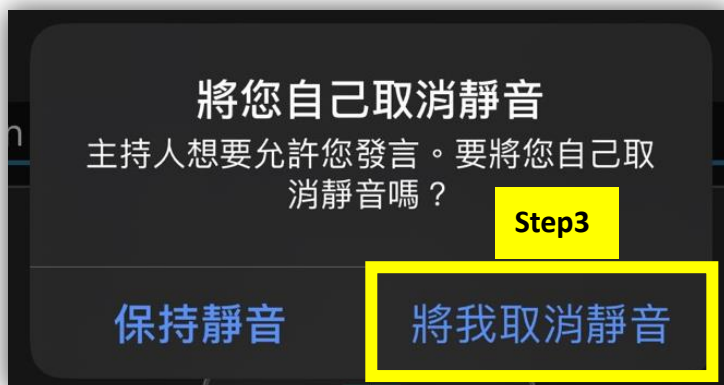 將您自己取消靜音
n
主持人想要允許您發言。要將您自己取
消靜音嗎？
Step3
保持靜音
將我取消靜音